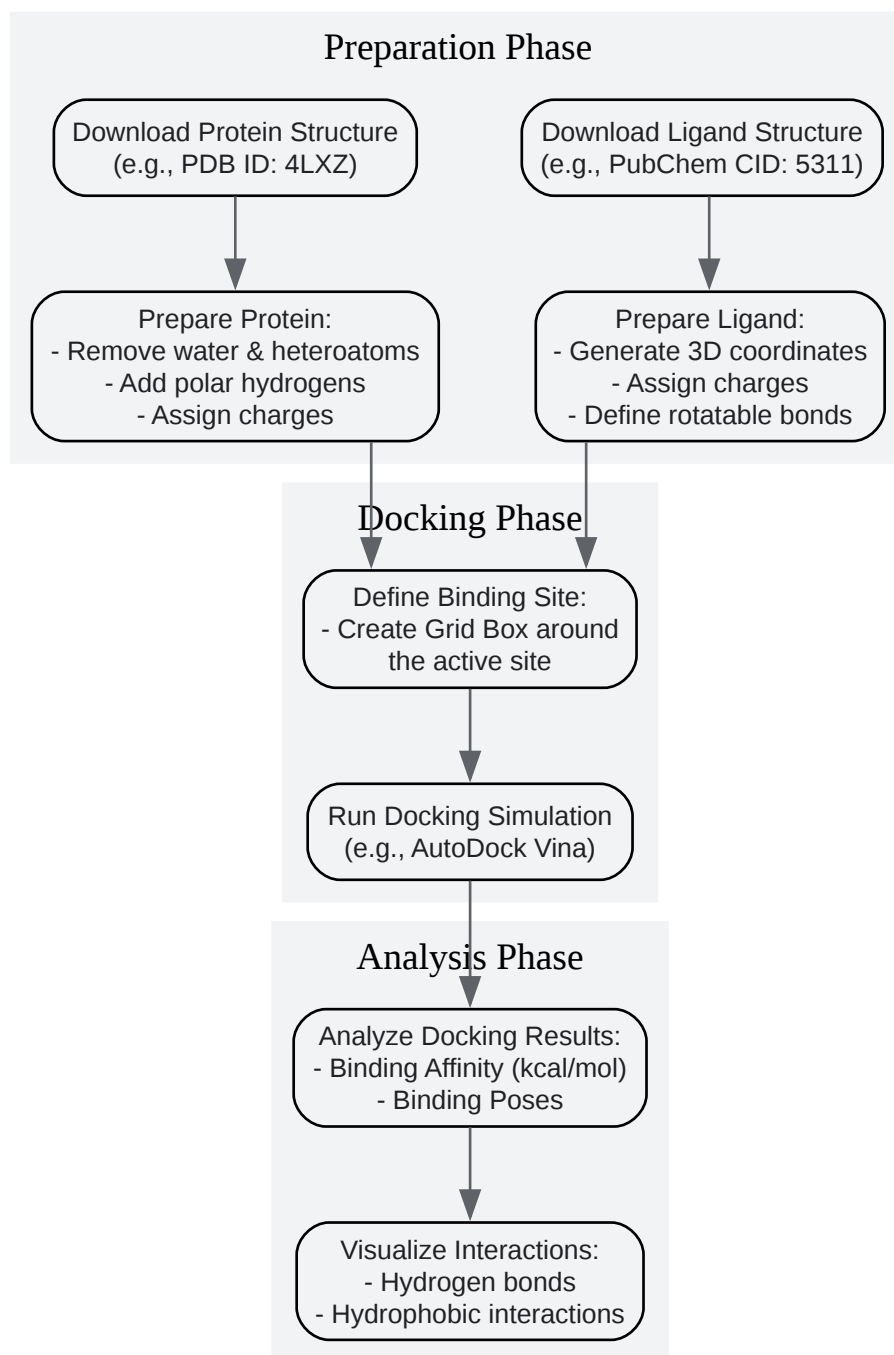 Preparation Phase
Download Protein Structure
(e.g., PDB ID: 4LXZ)
Download Ligand Structure
(e.g., PubChem CID: 5311)
Prepare Protein:
- Remove water & heteroatoms
- Add polar hydrogens
- Assign charges
Prepare Ligand:
- Generate 3D coordinates
- Assign charges
- Define rotatable bonds
Docking Phase
Define Binding Site:
- Create Grid Box around
the active site
Run Docking Simulation
(e.g., AutoDock Vina)
Analysis Phase
Analyze Docking Results:
- Binding Affinity (kcal/mol)
- Binding Poses
Visualize Interactions:
- Hydrogen bonds
- Hydrophobic interactions